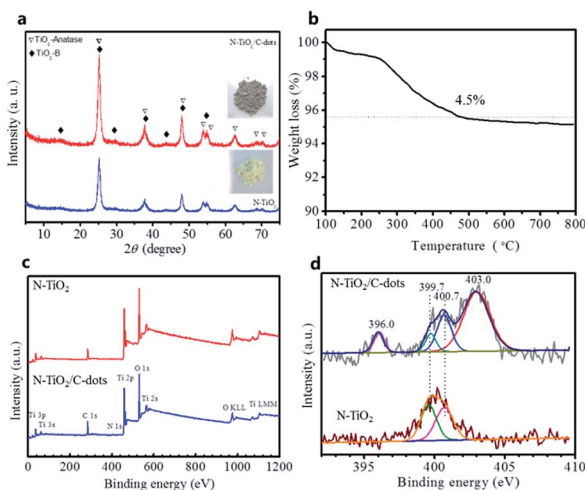 a
▽ TiO2-Anatase
◆ TiO2-B
N-TiO2/C-dots
N-TiO2
Intensity (a. u.)
10 20 30 40 50 60 70
2θ (degree)
b
100
98
96
94
92
90
4.5%
Weight loss (%)
100 200 300 400 500 600 700 800
Temperature ( °C)
c
N-TiO2
N-TiO2/C-dots
Ti 3p
Ti 3s
C 1s
N 1s
Ti 2p
O 1s
Ti 2s
O KLL
Ti LMM
Intensity (a.u.)
0 200 400 600 800 1000 1200
Binding energy (eV)
d
N-TiO2/C-dots
396.0
399.7
400.7
403.0
N-TiO2
Intensity (a.u.)
395 400 405 410
Binding energy (eV)